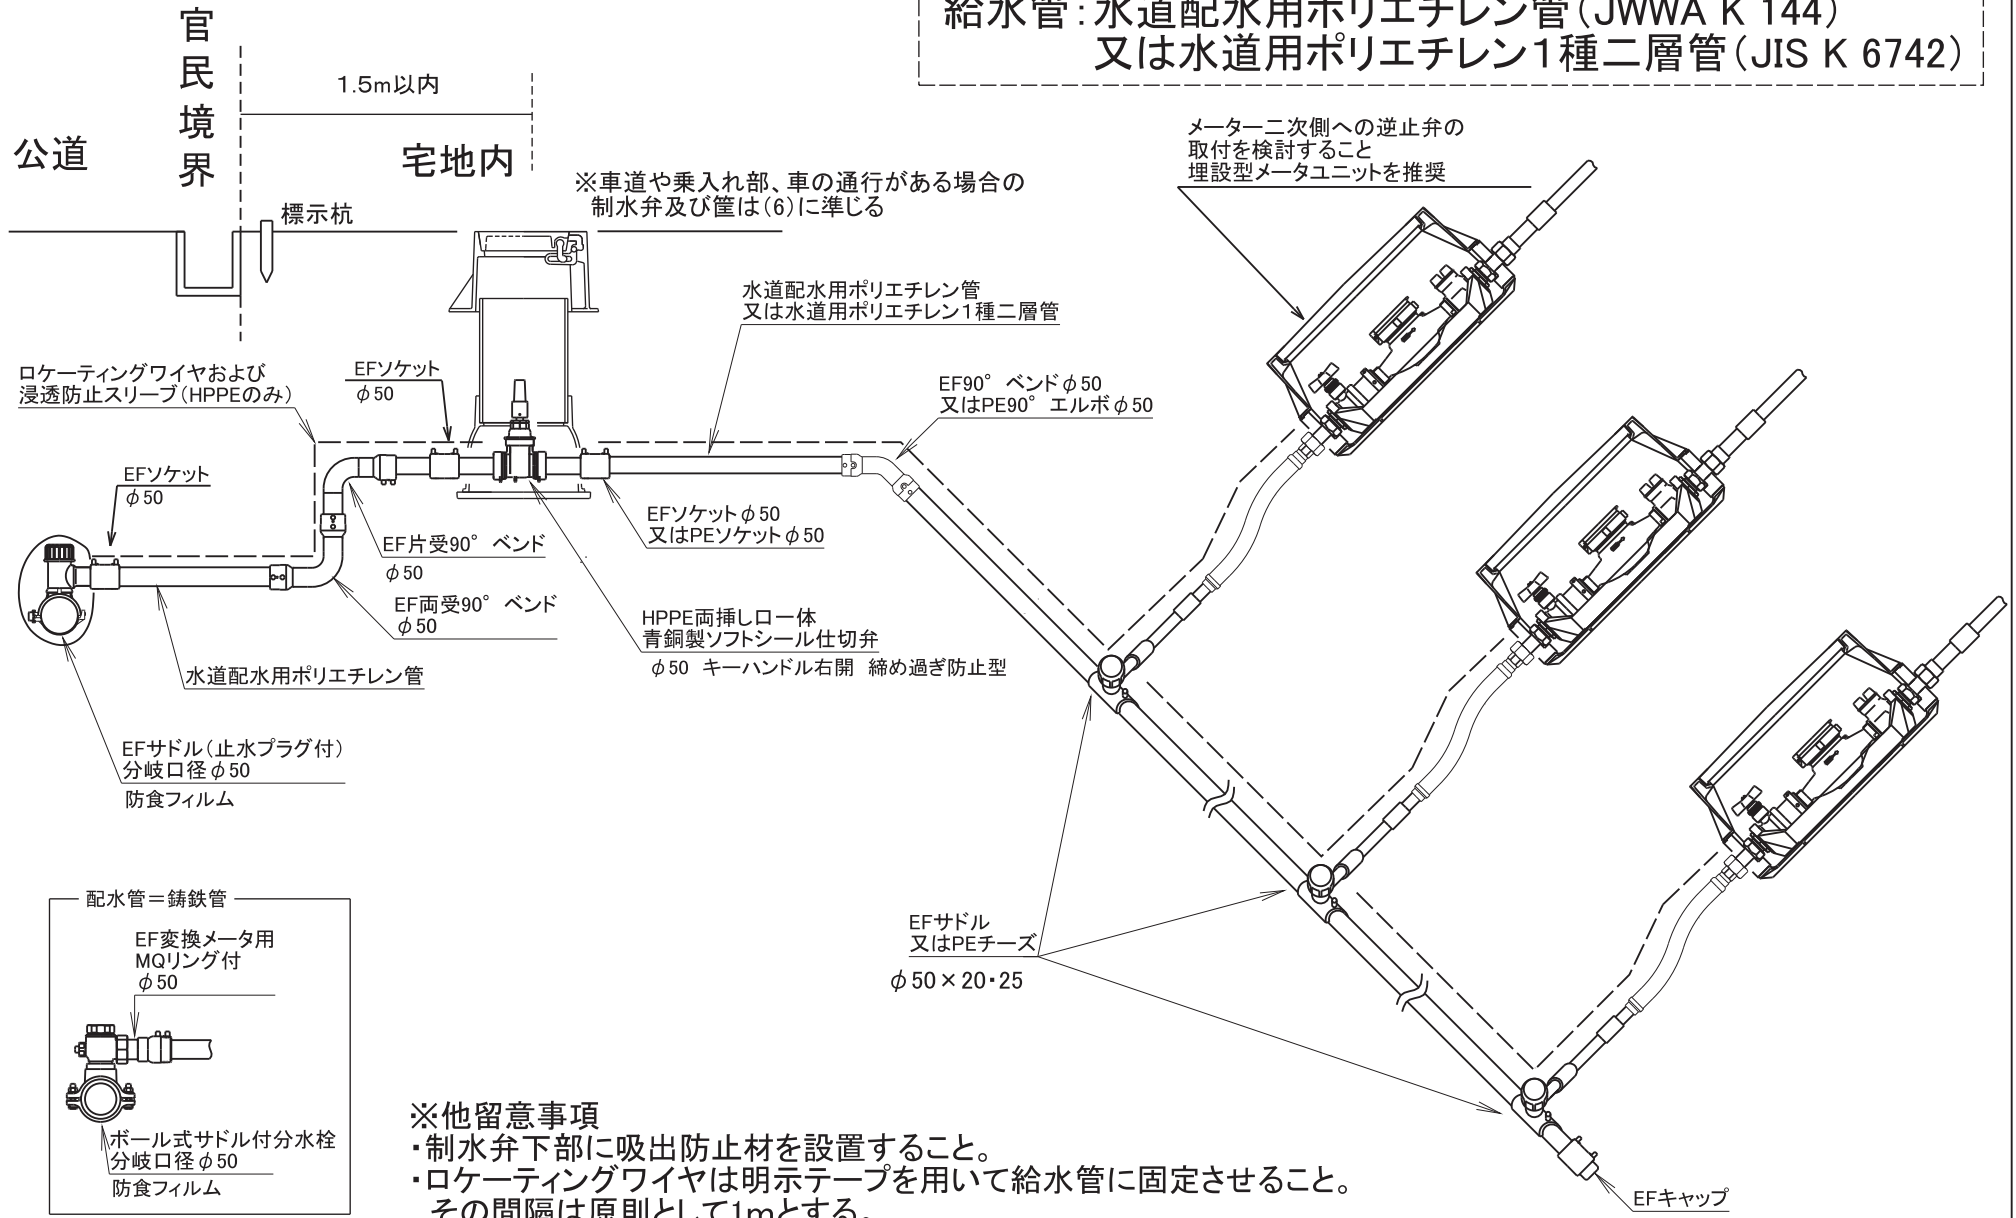 給水管：水道配水用ポリエチレン管（JWWA K 144）
又は水道用ポリエチレン1種二層管（JIS K 6742）
官民境界
1.5m以内
公道
宅地内
標示杭
※車道や乗入れ部、車の通行がある場合の
制水弁及び筐は（6）に準じる
メーター二次側への逆止弁の
取付を検討すること
埋設型メータユニットを推奨
水道配水用ポリエチレン管
又は水道用ポリエチレン1種二層管
ロケーティングワイヤおよび
浸透防止スリーブ（HPPEのみ）
EFソケット
φ50
EF90° ベンドφ50
又はPE90° エルボφ50
EFソケット
φ50
EFソケットφ50
又はPEソケットφ50
EF片受90° ベンド
φ50
EF両受90° ベンド
φ50
HPPE両挿し口一体
青銅製ソフトシール仕切弁
φ50 キーハンドル右開 締め過ぎ防止型
水道配水用ポリエチレン管
EFサドル（止水プラグ付）
分岐口径φ50
防食フィルム
配水管＝鋳鉄管
EF変換メータ用
MQリング付
φ50
ボール式サドル付分水栓
分岐口径φ50
防食フィルム
EFサドル
又はPEチーズ
φ50×20・25
※他留意事項
・制水弁下部に吸出防止材を設置すること。
・ロケーティングワイヤは明示テープを用いて給水管に固定させること。
その間隔は原則として1mとする。
EFキャップ